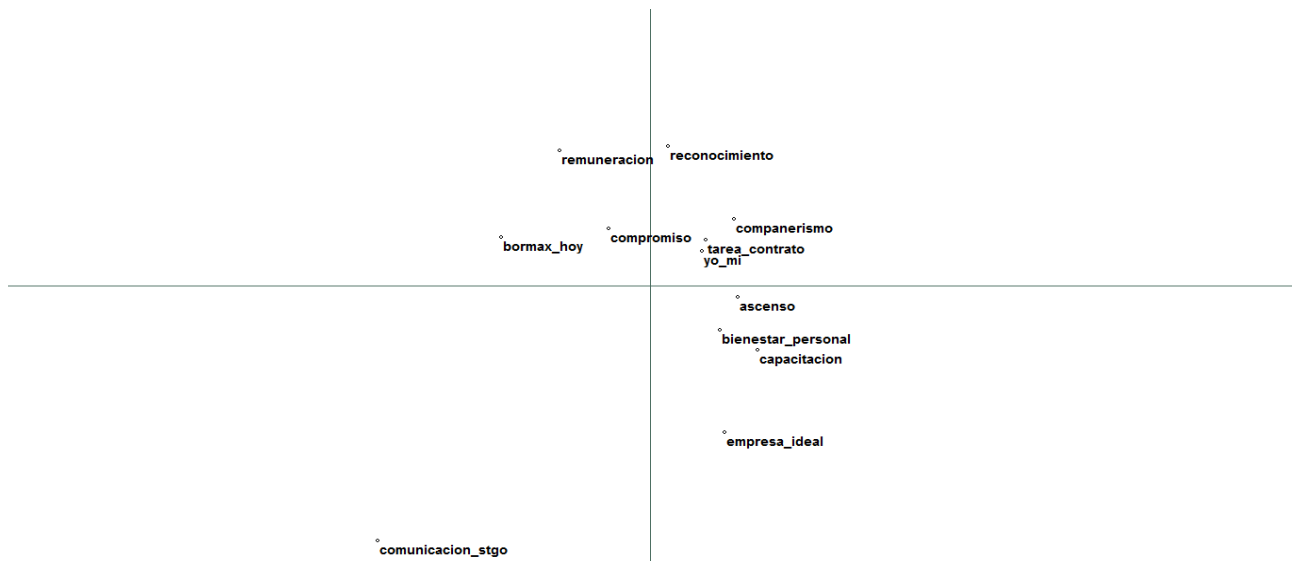 remuneracion
reconocimiento
companerismo
compromiso
bormax_hoy
tarea_contrato
yo_mi
ascenso
bienestar_personal
capacitacion
empresa_ideal
comunicacion_stgo